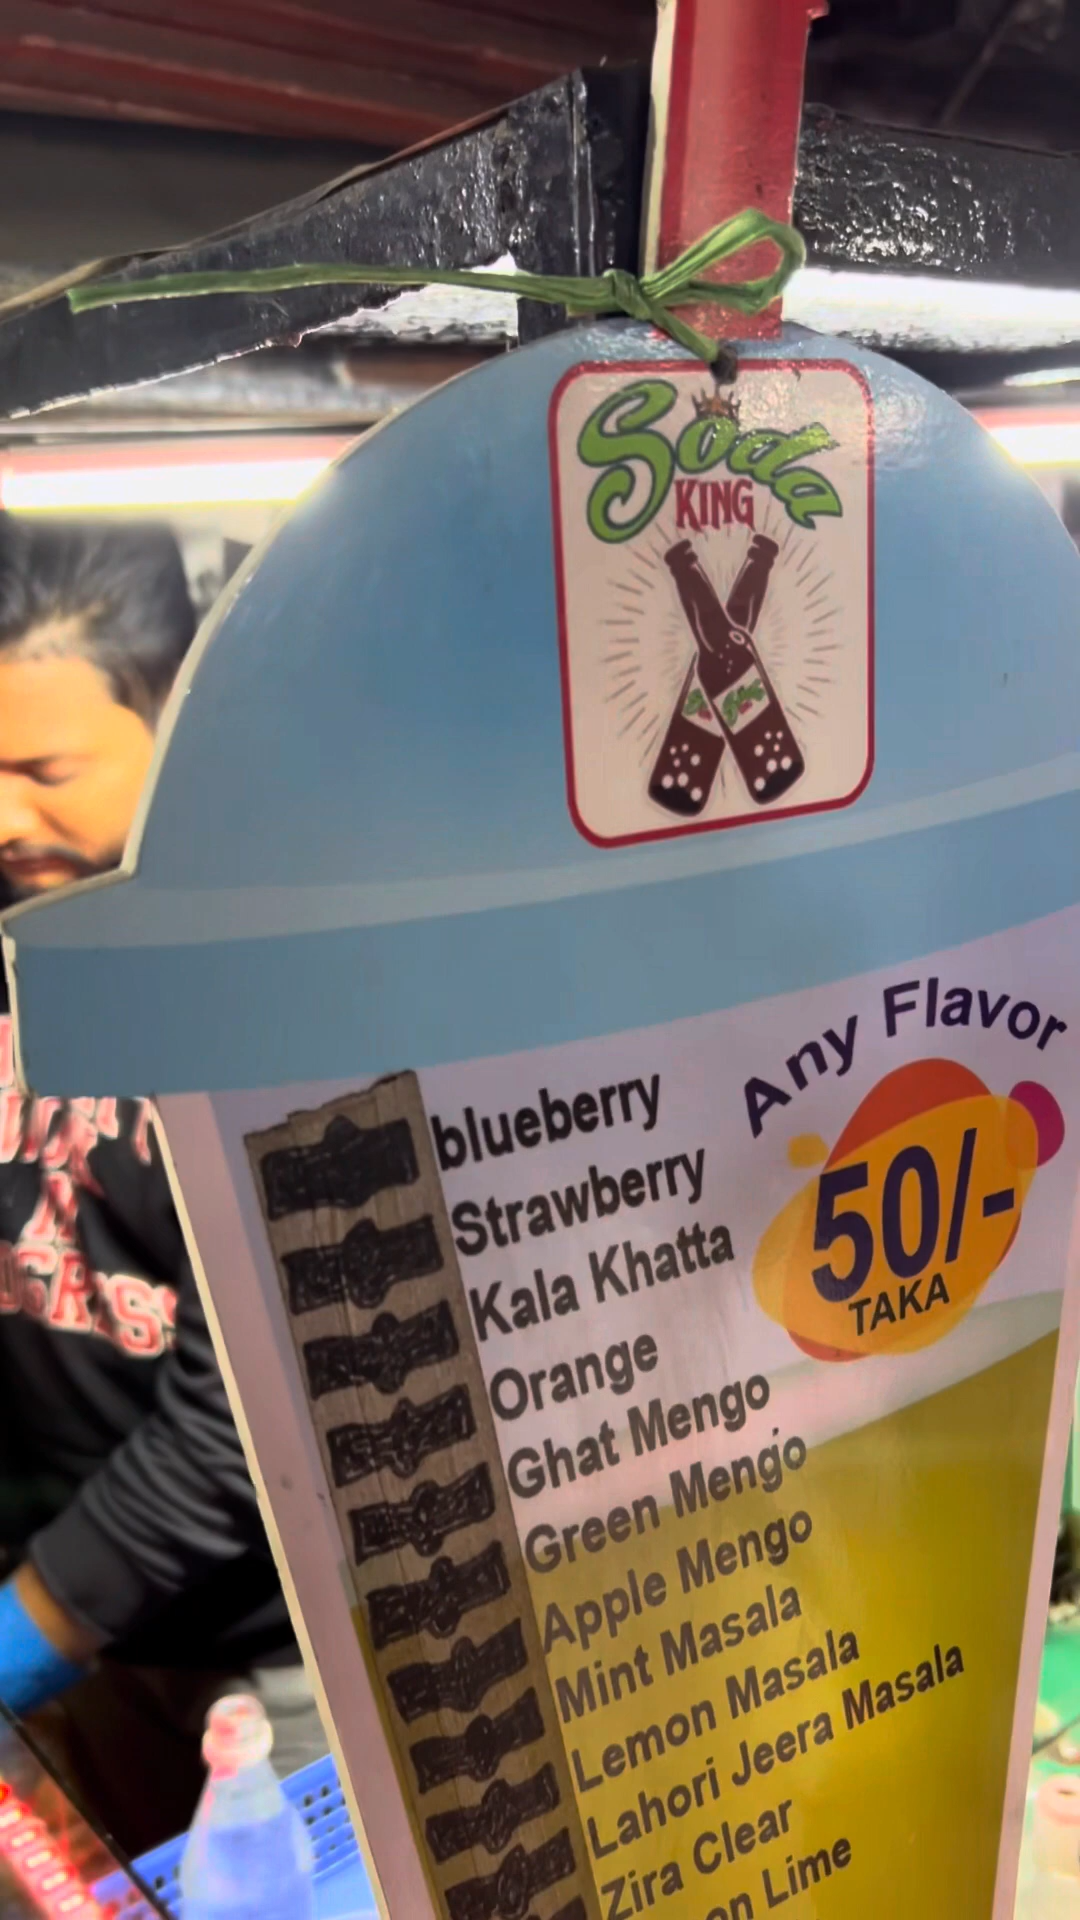 Soda
KING
Any Flavor
50/-
TAKA
blueberry
Strawberry
Kala Khatta
Orange
Ghat Mengo
Green Mengo
Apple Mengo
Mint Masala
Lemon Masala
Lahori Jeera Masala
Zira Clear
Lime